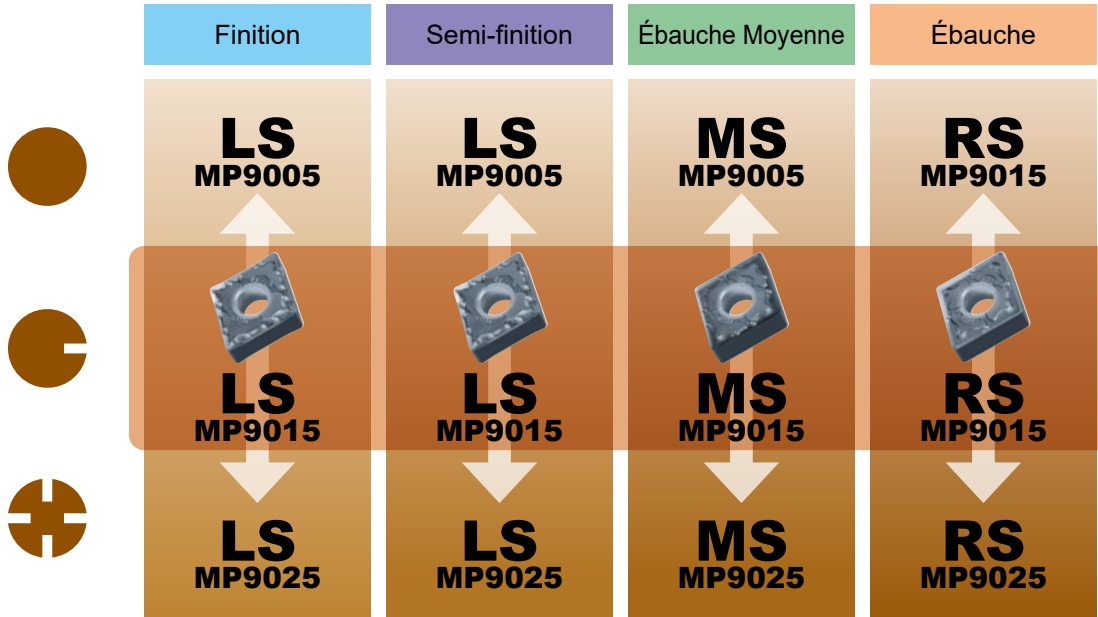 Finition
Semi-finition
Ébauche Moyenne
Ébauche
LS
MP9005
LS
MP9005
MS
MP9005
RS
MP9015
LS
MP9015
LS
MP9015
MS
MP9015
RS
MP9015
LS
MP9025
LS
MP9025
MS
MP9025
RS
MP9025